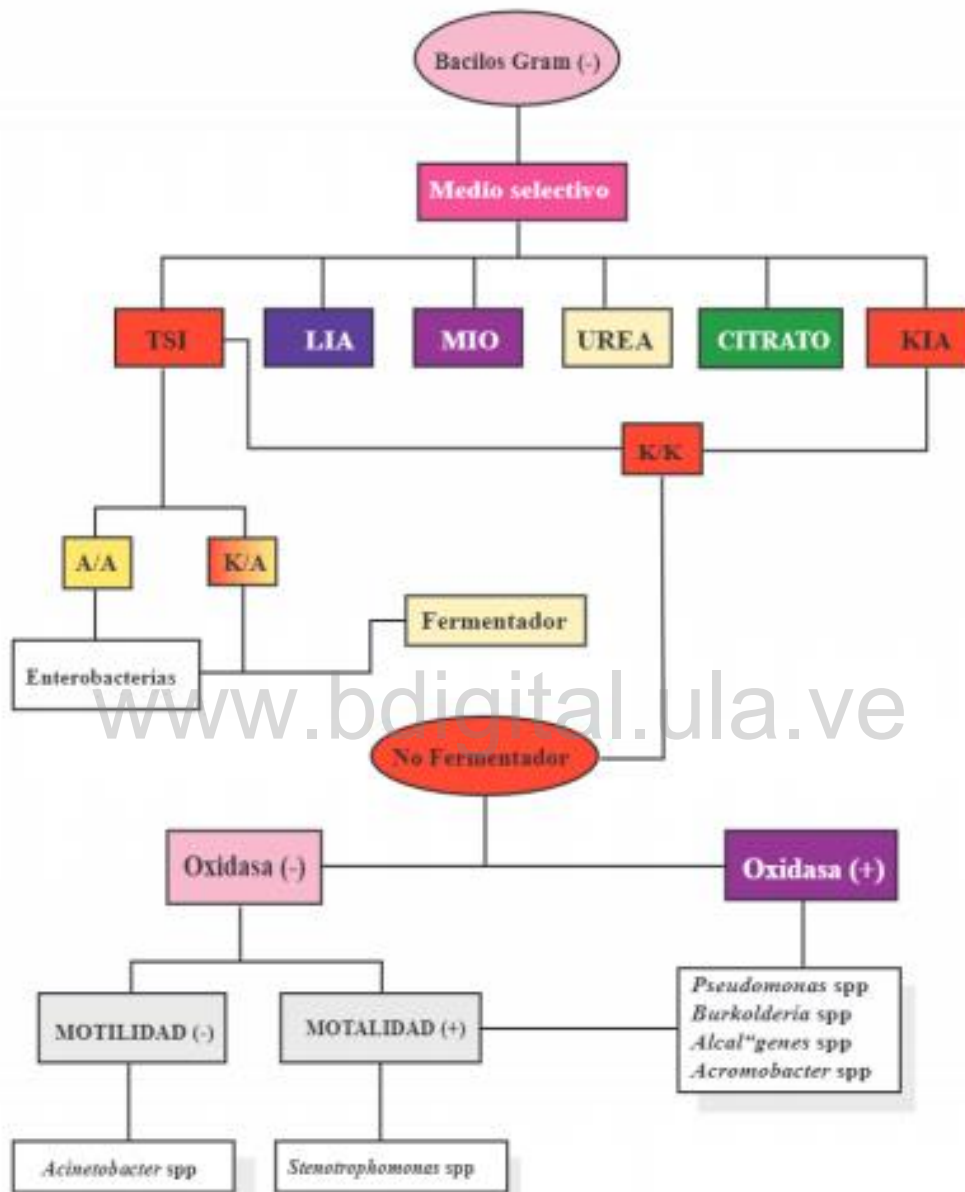 Bacilos Gram (-)
Medio selectivo
TSI
LIA
MIO
UREA
CITRATO
KIA
K/K
A/A
K/A
Fermentador
Enterobacterias
www.bdigital.ula.ve
No Fermentador
Oxidasa (-)
Oxidasa (+)
MOTILIDAD (-)
MOTALIDAD (+)
Pseudomonas spp
Burkolderia spp
Alcal“genes spp
Acromobacter spp
Acinetobacter spp
Stenotrophomonas spp